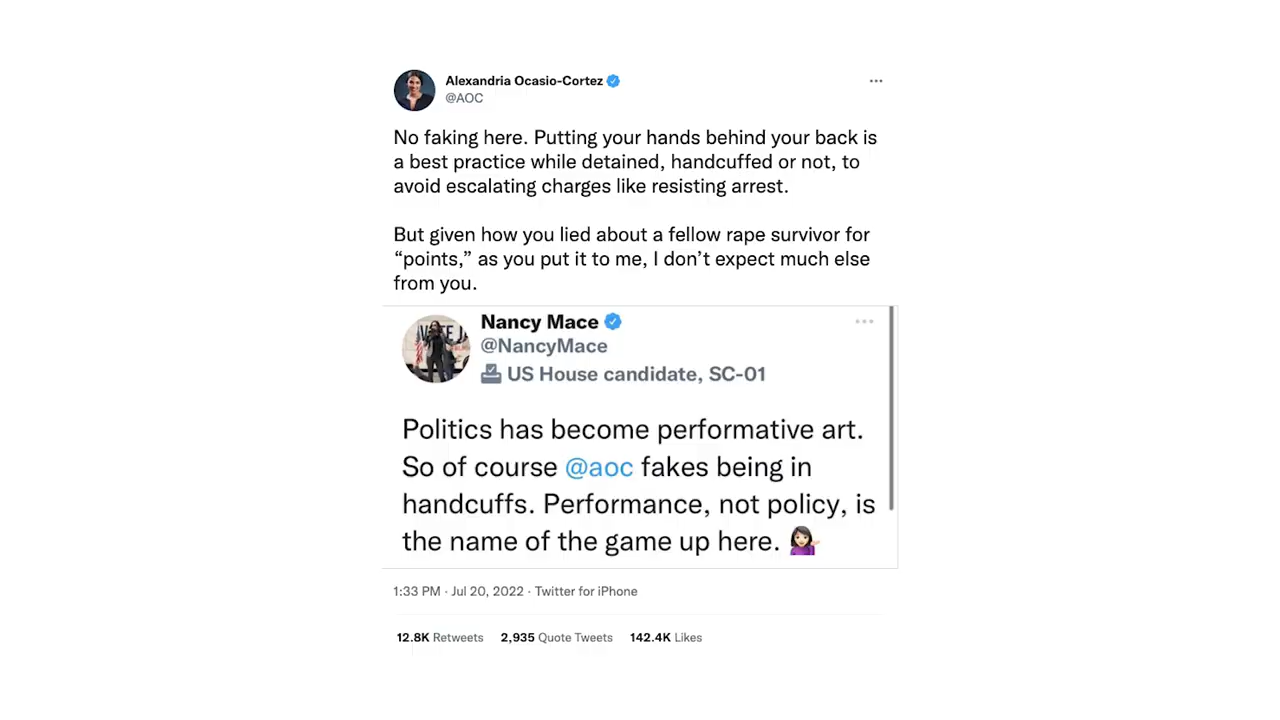 Alexandria Ocasio-Cortez
@AOC
No faking here. Putting your hands behind your back is
a best practice while detained, handcuffed or not, to
avoid escalating charges like resisting arrest.
But given how you lied about a fellow rape survivor for
“points,” as you put it to me, I don’t expect much else
from you.
Nancy Mace
@NancyMace
US House candidate, SC-01
Politics has become performative art.
So of course @aoc fakes being in
handcuffs. Performance, not policy, is
the name of the game up here. 💁🏻‍♀️
1:33 PM · Jul 20, 2022 · Twitter for iPhone
12.8K Retweets 2,935 Quote Tweets 142.4K Likes